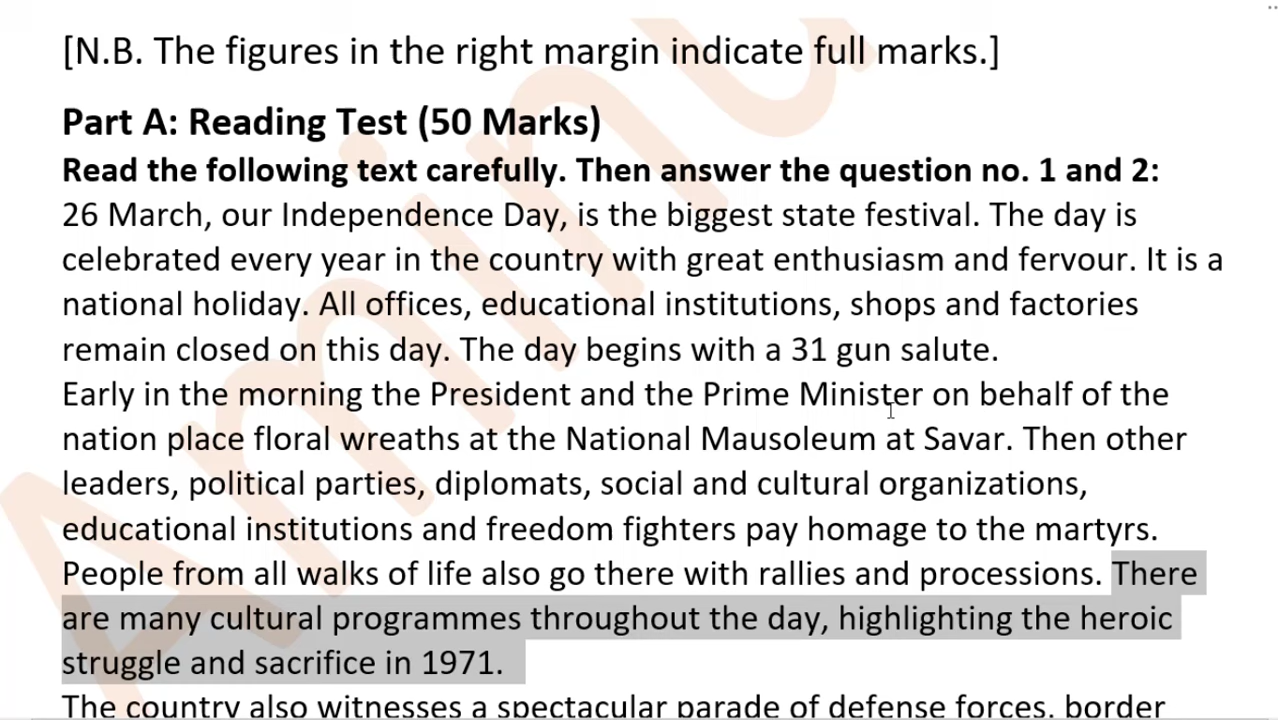 [N.B. The figures in the right margin indicate full marks.]
Part A: Reading Test (50 Marks)
Read the following text carefully. Then answer the question no. 1 and 2:
26 March, our Independence Day, is the biggest state festival. The day is
celebrated every year in the country with great enthusiasm and fervour. It is a
national holiday. All offices, educational institutions, shops and factories
remain closed on this day. The day begins with a 31 gun salute.
Early in the morning the President and the Prime Minister on behalf of the
nation place floral wreaths at the National Mausoleum at Savar. Then other
leaders, political parties, diplomats, social and cultural organizations,
educational institutions and freedom fighters pay homage to the martyrs.
People from all walks of life also go there with rallies and processions. There
are many cultural programmes throughout the day, highlighting the heroic
struggle and sacrifice in 1971.
The country also witnesses a spectacular parade of defense forces, border